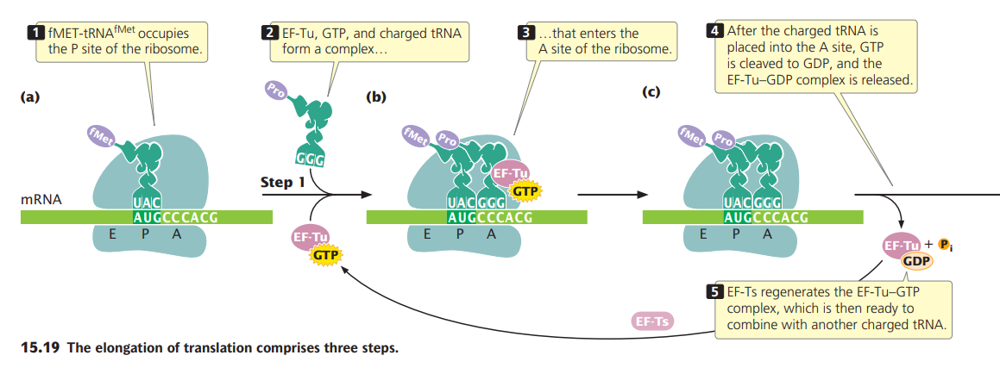 1 fMET-tRNAfMet occupies
the P site of the ribosome.
2 EF-Tu, GTP, and charged tRNA
form a complex…
3 …that enters the
A site of the ribosome.
4 After the charged tRNA is
placed into the A site, GTP
is cleaved to GDP, and the
EF-Tu–GDP complex is released.
(a)
Pro
(b)
(c)
fMet
fMet
Pro
fMet
Pro
GGG
EF-Tu
GTP
Step 1
mRNA
UAC
UACGGG
UACGGG
AUGCCCACG
AUGCCCACG
AUGCCCACG
E P A
EF-Tu
GTP
E P A
E P A
EF-Tu + Pi
GDP
5 EF-Ts regenerates the EF-Tu–GTP
complex, which is then ready to
combine with another charged tRNA.
EF-Ts
15.19 The elongation of translation comprises three steps.